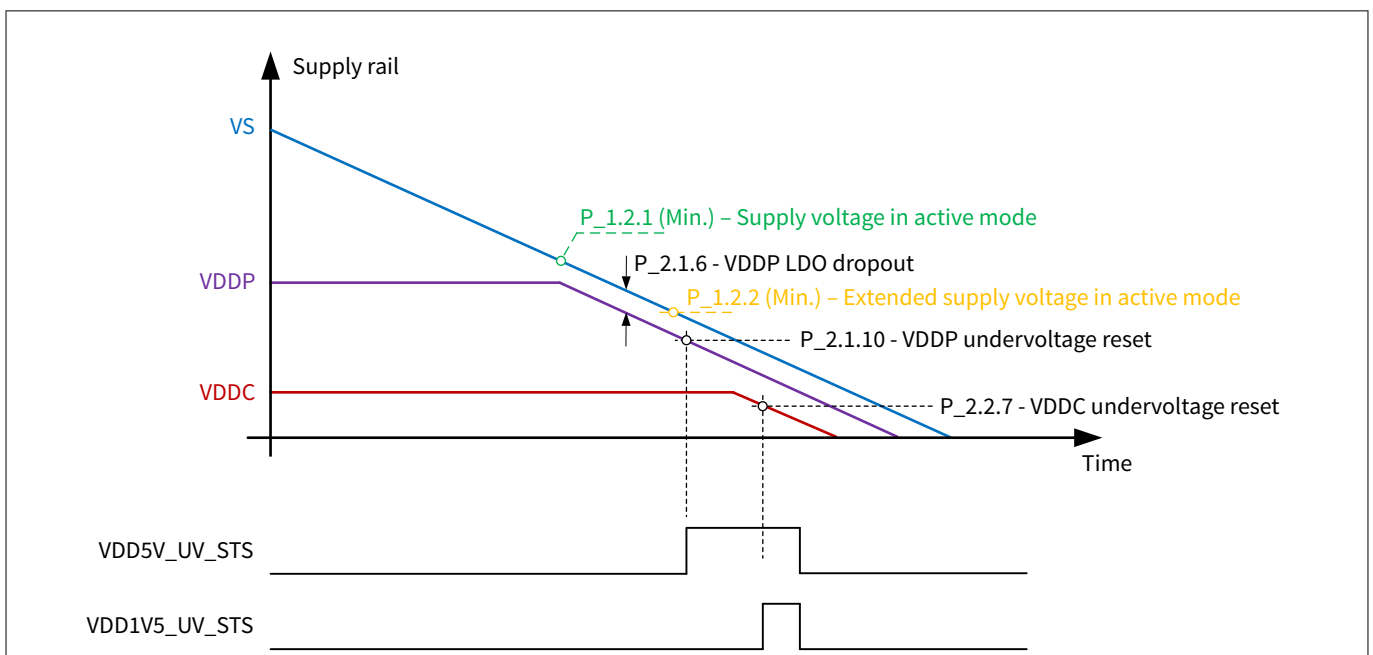 Supply rail
VS
P_1.2.1 (Min.) – Supply voltage in active mode
P_2.1.6 - VDDP LDO dropout
VDDP
P_1.2.2 (Min.) – Extended supply voltage in active mode
P_2.1.10 - VDDP undervoltage reset
VDDC
P_2.2.7 - VDDC undervoltage reset
Time
VDD5V_UV_STS
VDD1V5_UV_STS